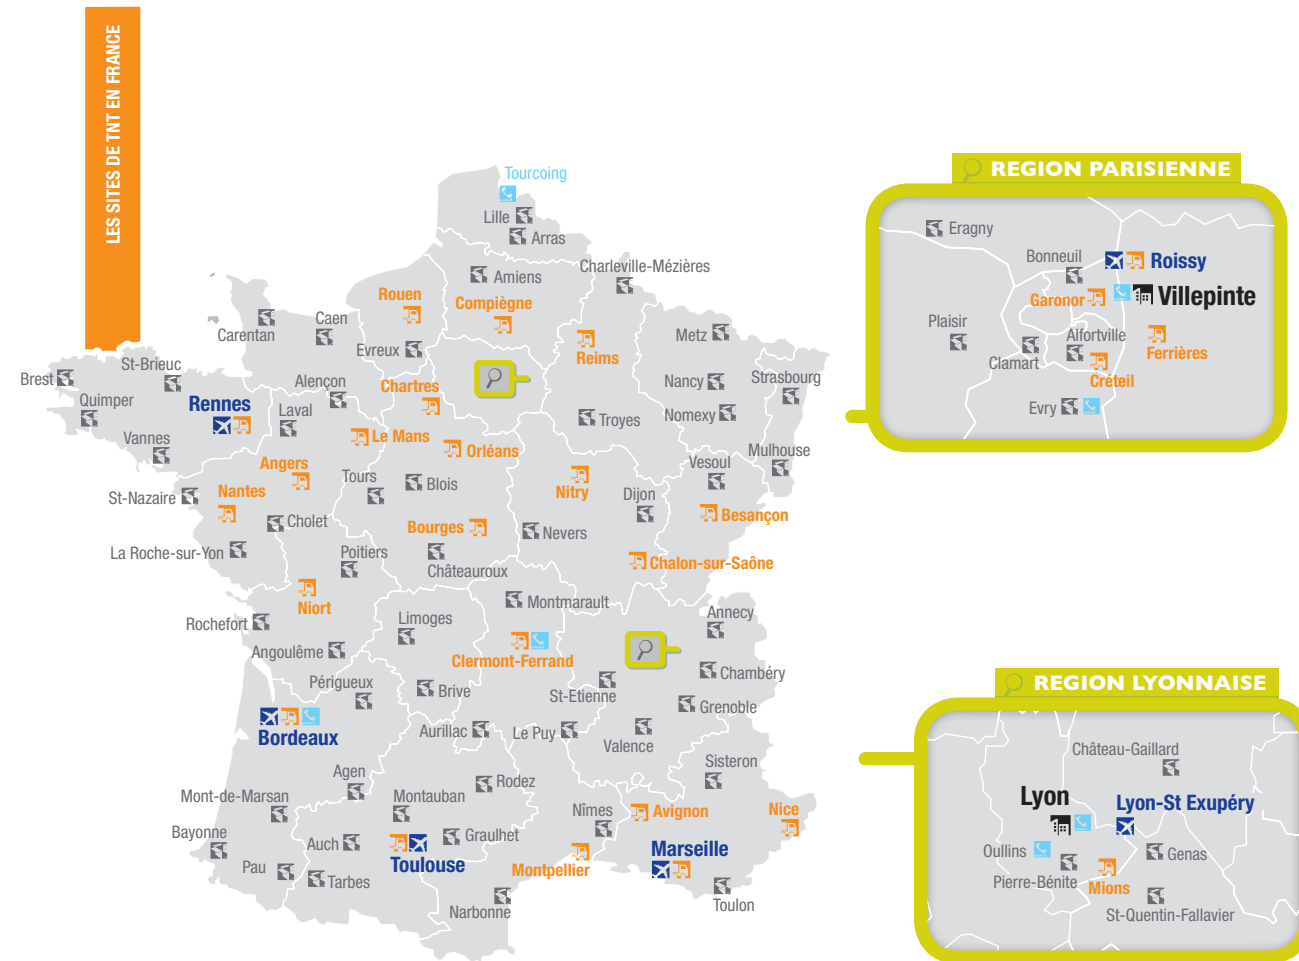 LES SITES DE TNT EN FRANCE
Tourcoing
Lille
Arras
Amiens
Charleville-Mézières
Rouen
Compiègne
Carentan
Caen
Evreux
Reims
Metz
Brest
St-Brieuc
Alençon
Chartres
Nancy
Strasbourg
Quimper
Rennes
Laval
Troyes
Nomexy
Vannes
Le Mans
Orléans
Mulhouse
Angers
Vesoul
St-Nazaire
Nantes
Tours
Blois
Nitry
Dijon
Cholet
Bourges
Nevers
Besançon
La Roche-sur-Yon
Poitiers
Châteauroux
Chalon-sur-Saône
Niort
Montmarault
Annecy
Rochefort
Limoges
Angoulême
Clermont-Ferrand
Chambéry
Périgueux
Brive
St-Etienne
Grenoble
Bordeaux
Aurillac
Le Puy
Valence
Sisteron
Agen
Rodez
Mont-de-Marsan
Montauban
Nîmes
Avignon
Nice
Bayonne
Auch
Graulhet
Marseille
Toulouse
Montpellier
Pau
Tarbes
Narbonne
Toulon
REGION PARISIENNE
Eragny
Bonneuil
Roissy
Garonor
Villepinte
Plaisir
Alfortville
Clamart
Ferrières
Créteil
Evry
REGION LYONNAISE
Château-Gaillard
Lyon
Lyon-St Exupéry
Oullins
Genas
Pierre-Bénite
Mions
St-Quentin-Fallavier